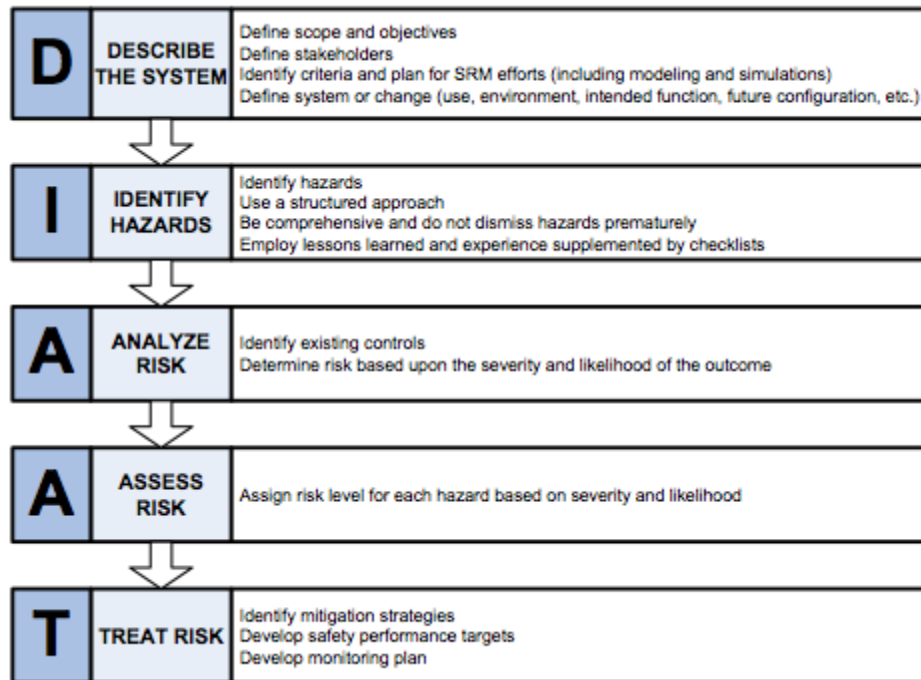 D
DESCRIBE
THE SYSTEM
Define scope and objectives
Define stakeholders
Identify criteria and plan for SRM efforts (including modeling and simulations)
Define system or change (use, environment, intended function, future configuration, etc.)
I
IDENTIFY
HAZARDS
Identify hazards
Use a structured approach
Be comprehensive and do not dismiss hazards prematurely
Employ lessons learned and experience supplemented by checklists
A
ANALYZE
RISK
Identify existing controls
Determine risk based upon the severity and likelihood of the outcome
A
ASSESS
RISK
Assign risk level for each hazard based on severity and likelihood
T
TREAT RISK
Identify mitigation strategies
Develop safety performance targets
Develop monitoring plan